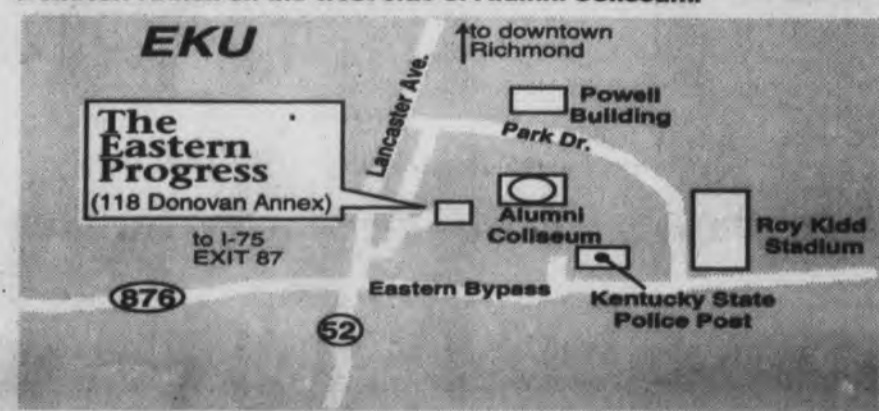 EKU
to downtown
Richmond
Lancaster Ave.
Powell
Building
Park Dr.
The
Eastern
Progress
(118 Donovan Annex)
Alumni
Coliseum
Roy Kidd
Stadium
to I-75
EXIT 87
876
Eastern Bypass
Kentucky State
Police Post
52